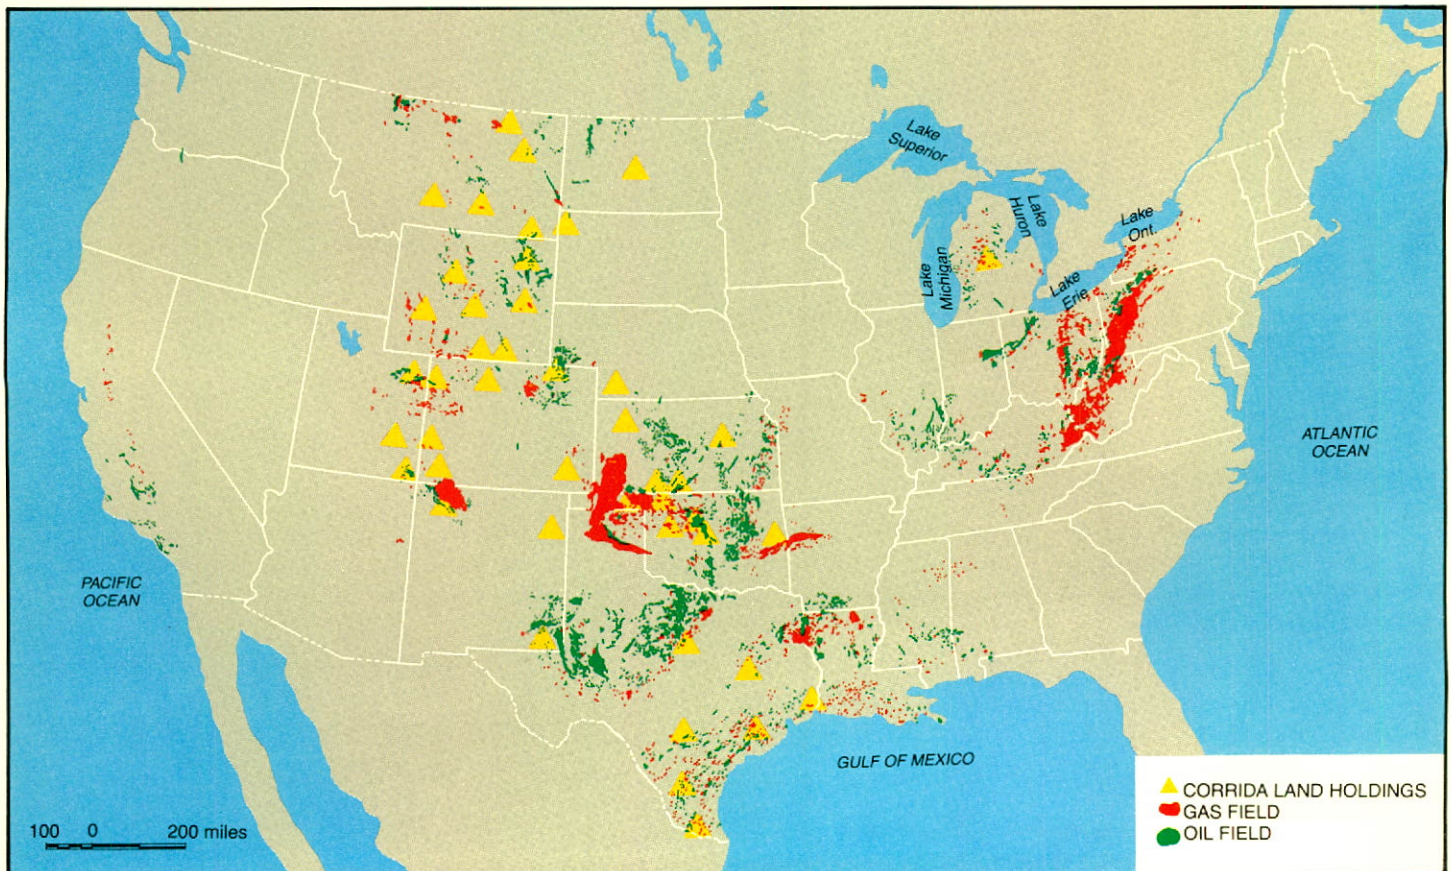 Lake
Superior
Lake
Huron
Lake
Ont.
Lake
Michigan
Lake
Erie
ATLANTIC
OCEAN
PACIFIC
OCEAN
GULF OF MEXICO
CORRIDA LAND HOLDINGS
GAS FIELD
OIL FIELD
100 0 200 miles